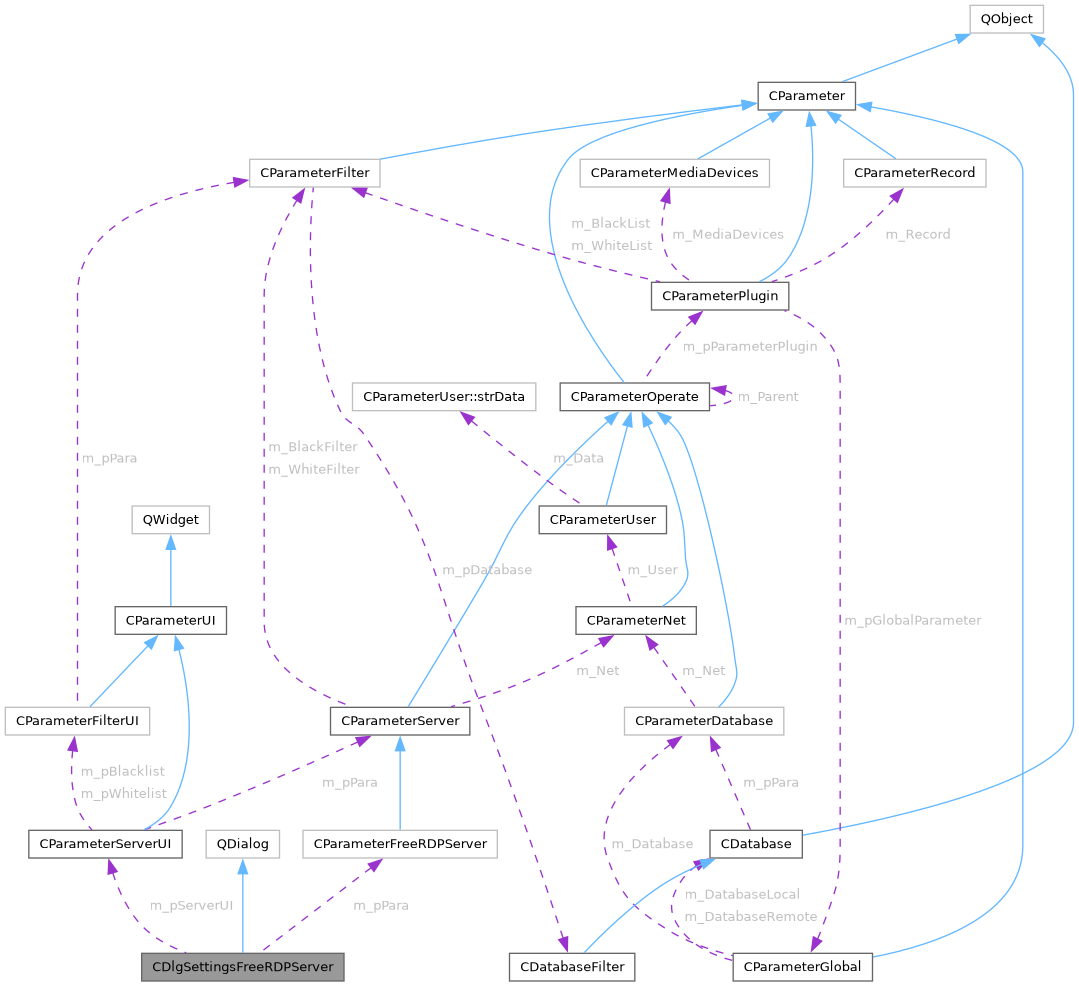 QObject
CParameter
CParameterFilter
CParameterMediaDevices
CParameterRecord
m_BlackList
m_WhiteList
m_MediaDevices
m_Record
CParameterPlugin
m_pParameterPlugin
CParameterUser::strData
CParameterOperate
m_Parent
m_pPara
m_BlackFilter
m_WhiteFilter
m_Data
QWidget
CParameterUser
m_pDatabase
m_User
CParameterUI
CParameterNet
m_pGlobalParameter
m_Net
m_Net
CParameterFilterUI
CParameterServer
CParameterDatabase
m_pBlacklist
m_pWhitelist
m_pPara
m_pPara
CParameterServerUI
QDialog
CParameterFreeRDPServer
m_Database
CDatabase
m_pServerUI
m_pPara
m_DatabaseLocal
m_DatabaseRemote
CDlgSettingsFreeRDPServer
CDatabaseFilter
CParameterGlobal